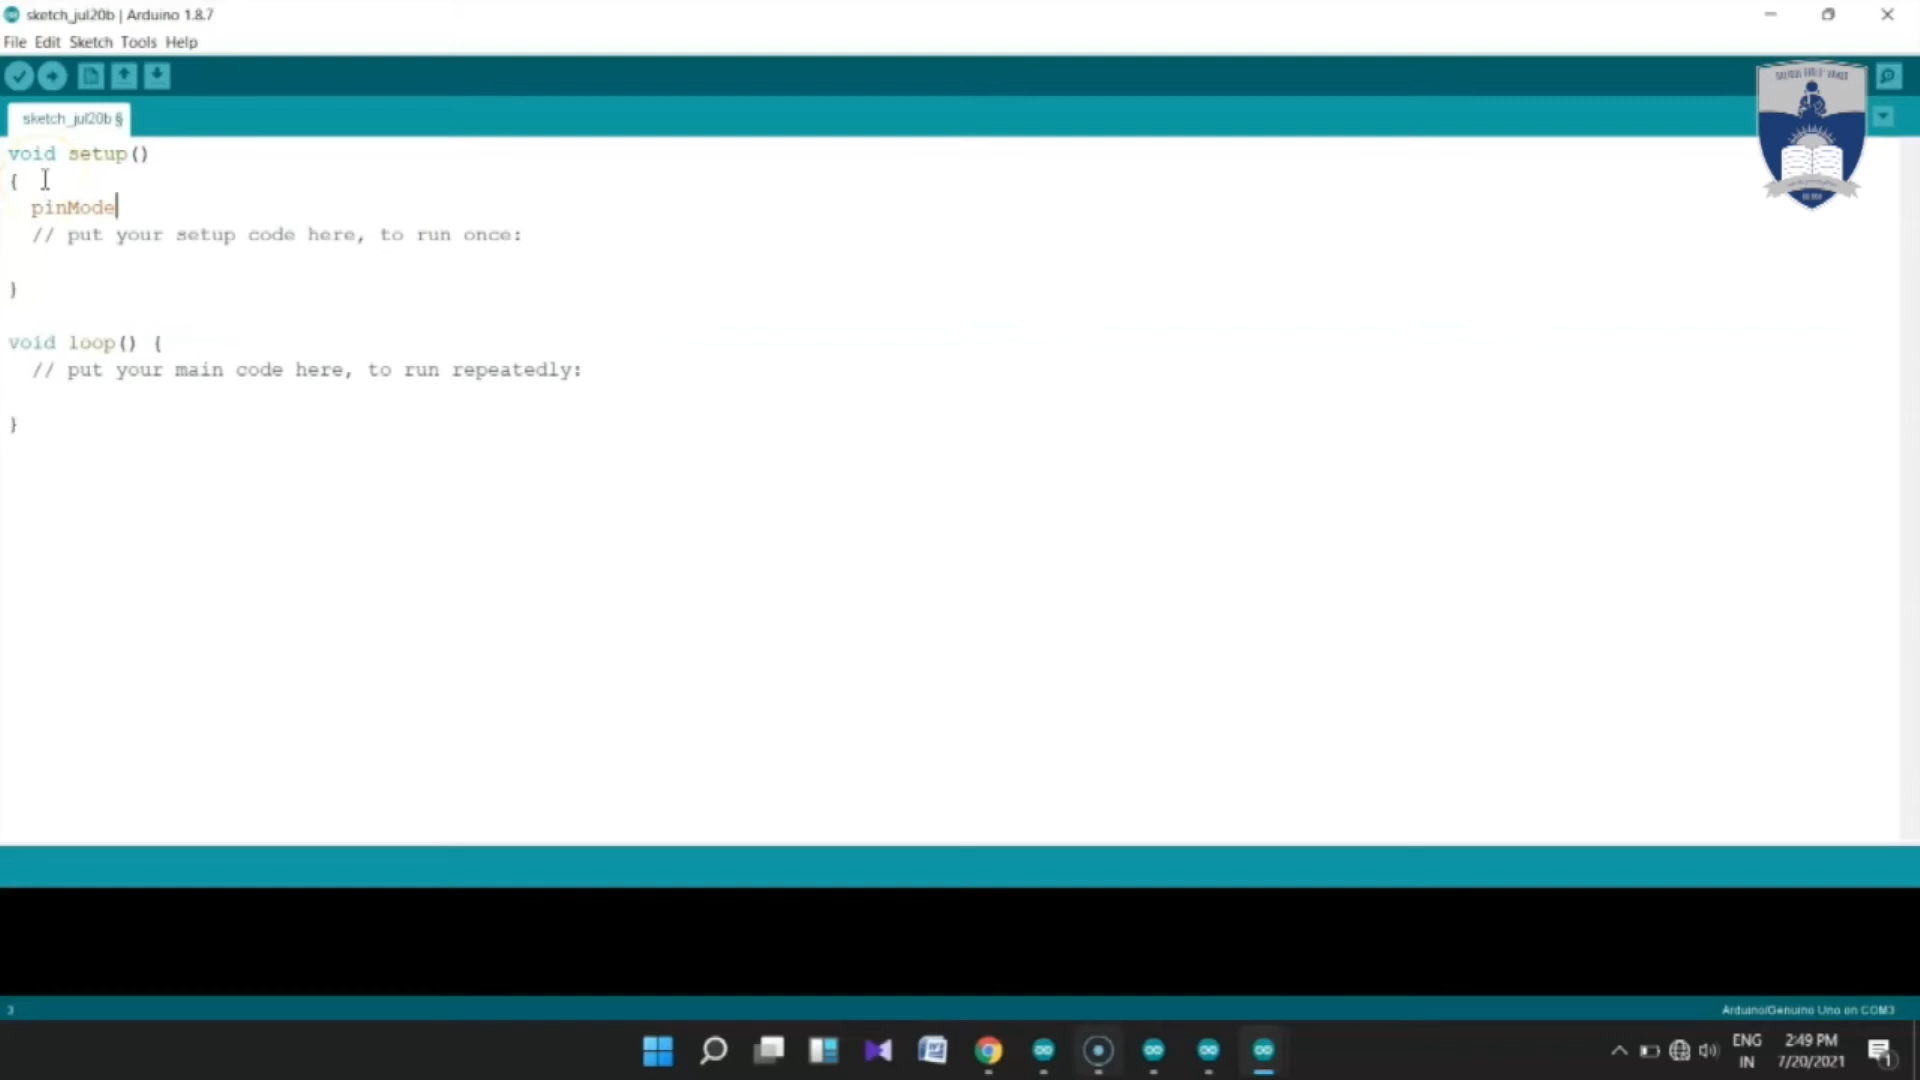 sketch_jul20b | Arduino 1.8.7
File Edit Sketch Tools Help
sketch_jul20b §
void setup()
{
pinMode
// put your setup code here, to run once:
}
void loop() {
// put your main code here, to run repeatedly:
}
3
Arduino/Genuino Uno on COM3
ENG
IN
2:49 PM
7/20/2021
1